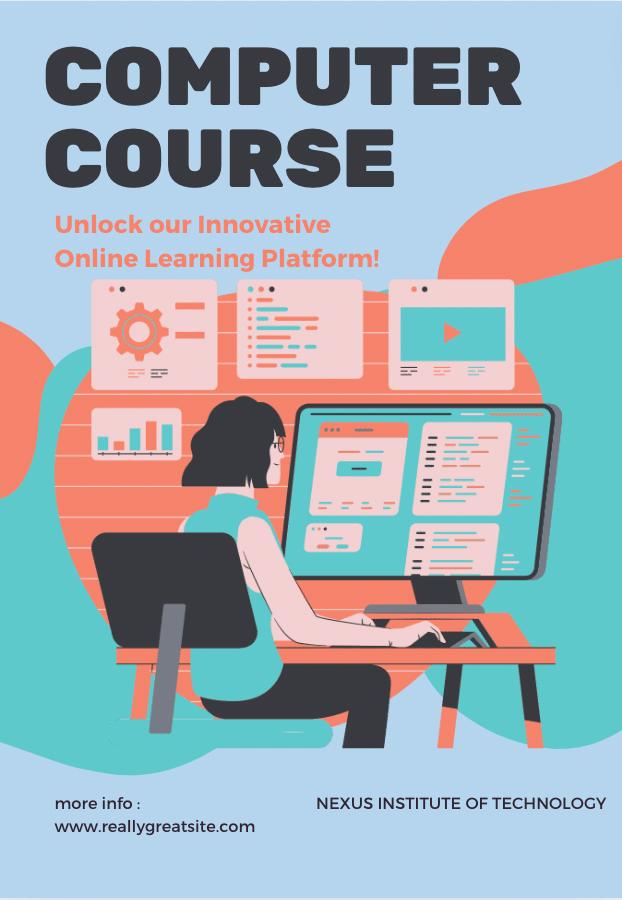 COMPUTER
COURSE
Unlock our Innovative
Online Learning Platform!
more info :
www.reallygreatsite.com
NEXUS INSTITUTE OF TECHNOLOGY